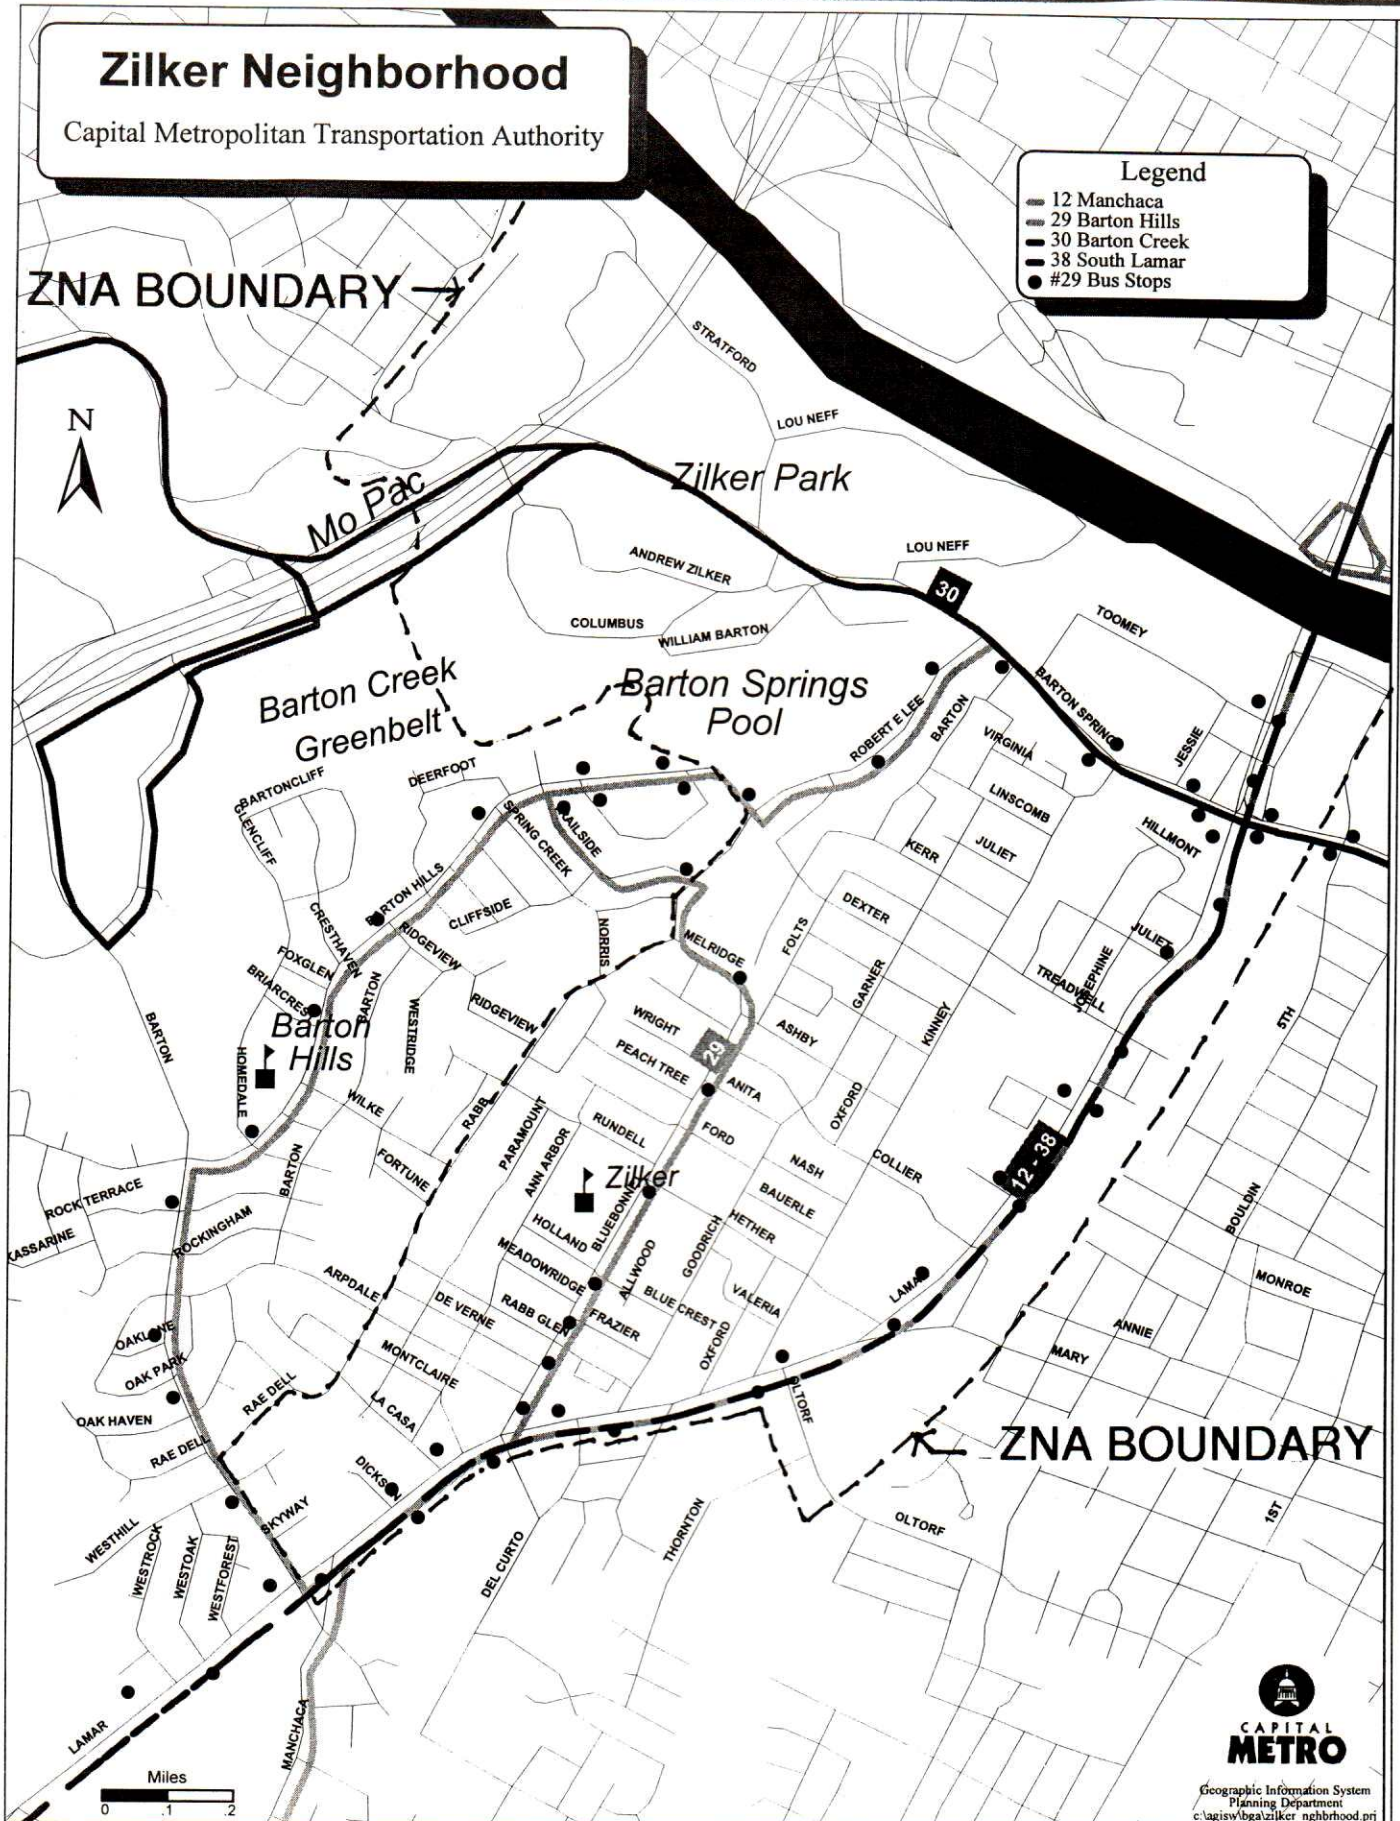 Zilker Neighborhood
Capital Metropolitan Transportation Authority
Legend
12 Manchaca
29 Barton Hills
30 Barton Creek
38 South Lamar
#29 Bus Stops
ZNA BOUNDARY
N
STRATFORD
LOU NEFF
Zilker Park
Mo Pac
LOU NEFF
ANDREW ZILKER
30
COLUMBUS
WILLIAM BARTON
TOOMEY
Barton Creek
Greenbelt
Barton Springs
Pool
BARTON SPRING
ROBERT E LEE
BARTON
VIRGINIA
JESSIE
DEERFOOT
BARTONCLIFF
GLENCLIFF
LINSCOMB
SPRING CREEK
RAILSIDE
HILLMONT
KERR
JULIET
BARTON HILLS
CLIFFSIDE
CRESTHAVEN
RIDGEVIEW
NORRIS
DEXTER
FOLTS
MELRIDGE
JULIET
FOXGLEN
BRIARCRES
BARTON
WESTRIDGE
RIDGEVIEW
GARNER
TREADWELL
JOSEPHINE
BARTON
Barton
Hills
WRIGHT
ASHBY
KINNEY
5TH
PEACH TREE
29
ANITA
HOMEDALE
WILKE
RABB
PARAMOUNT
RUNDELL
FORD
OXFORD
FORTUNE
ANN ARBOR
NASH
COLLIER
12 - 38
BARTON
Zilker
BAUERLE
ROCK TERRACE
ROCKINGHAM
KASSARINE
HOLLAND
BLUEBONNE
HETHER
GOODRICH
BOULDIN
MEADOWRIDGE
ALLWOOD
ARPDALE
DE VERNE
RABB GLEN
BLUE CREST
VALERIA
LAMA
MONROE
FRAZIER
OXFORD
ANNIE
MARY
OAKLANE
OAK PARK
MONTCLAIRE
RAE DELL
LA CASA
OLTORF
OAK HAVEN
RAE DELL
ZNA BOUNDARY
DICKSON
SKYWAY
WESTHILL
WESTROCK
WESTOAK
WESTFOREST
DEL CURTO
THORNTON
OLTORF
1ST
LAMAR
MANCHACA
Miles
0 .1 .2
CAPITAL
METRO
Geographic Information System
Planning Department
c:\agisw\bga\zilker_nghbrhood.prj